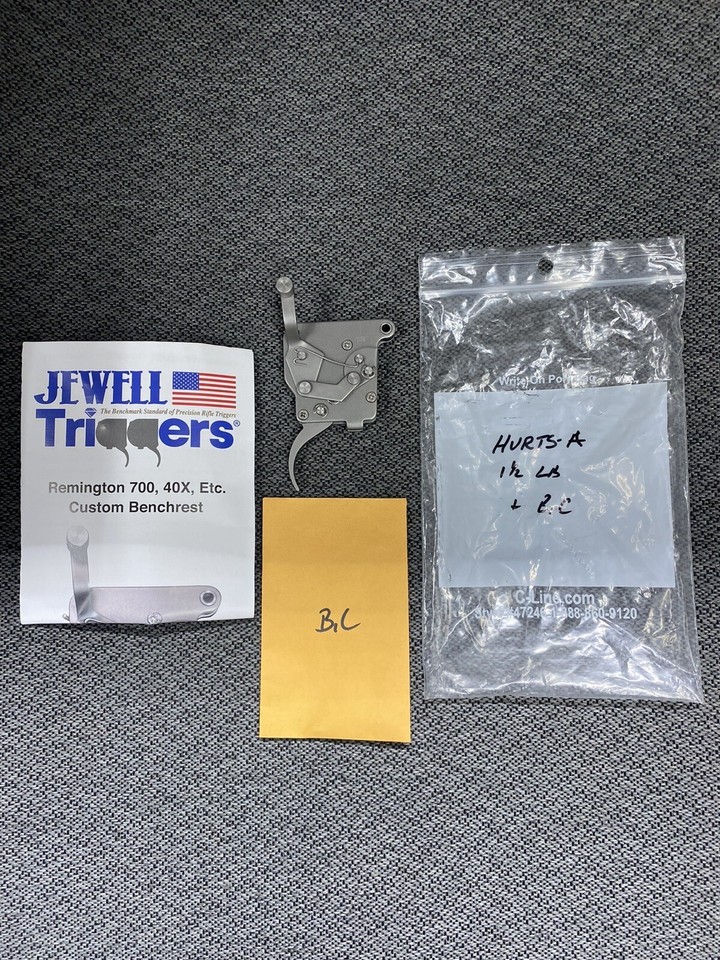 JEWELL
The Benchmark Standard of Precision Rifle Triggers
Triggers®
Remington 700, 40X, Etc.
Custom Benchrest
B,C
HURTS-A
1½ LB
+ B,C
C-Line.com